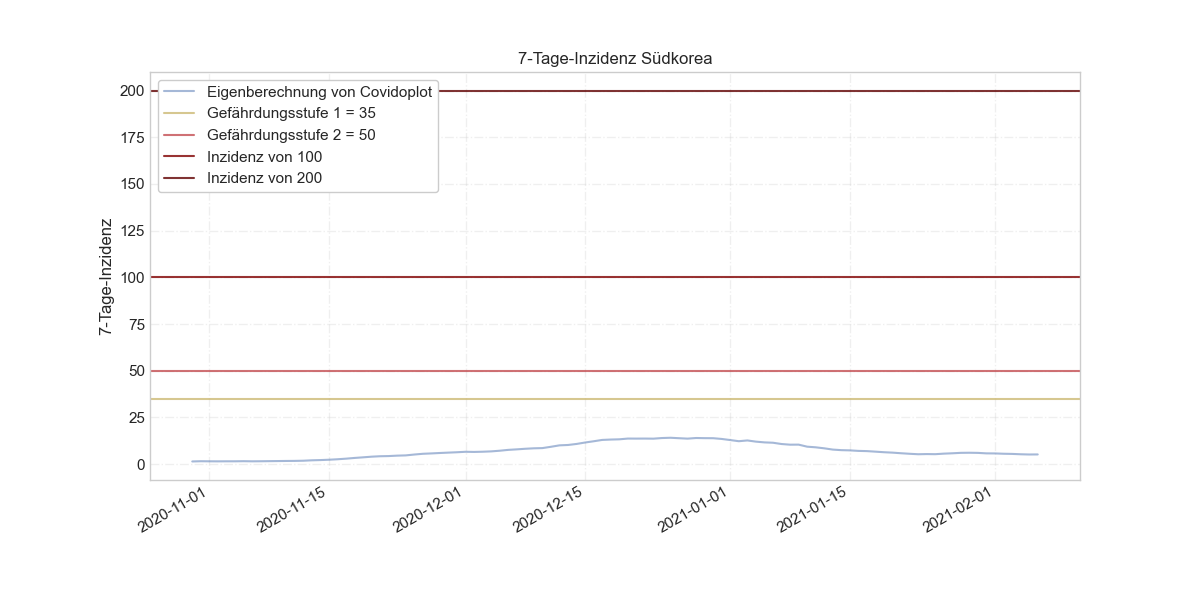 7-Tage-Inzidenz Südkorea
Eigenberechnung von Covidoplot
Gefährdungsstufe 1 = 35
Gefährdungsstufe 2 = 50
Inzidenz von 100
Inzidenz von 200
7-Tage-Inzidenz
200
175
150
125
100
75
50
25
0
2020-11-01
2020-11-15
2020-12-01
2020-12-15
2021-01-01
2021-01-15
2021-02-01